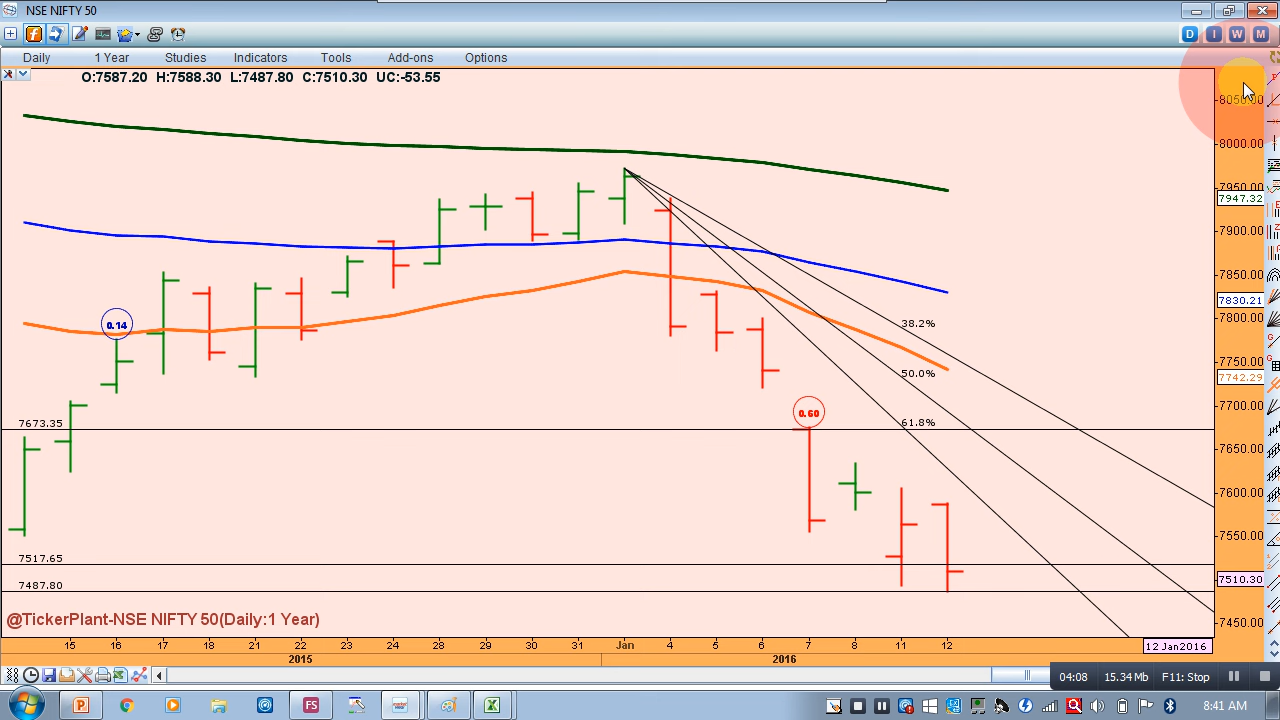 NSE NIFTY 50
D I W M
Daily 1 Year Studies Indicators Tools Add-ons Options
O:7587.20 H:7588.30 L:7487.80 C:7510.30 UC:-53.55
8050.00
8000.00
7950.00
7947.32
7900.00
7850.00
7830.21
7800.00
7750.00
7742.29
7700.00
7650.00
7600.00
7550.00
7510.30
7450.00
0.14
38.2%
50.0%
0.60
61.8%
7673.35
7517.65
7487.80
@TickerPlant-NSE NIFTY 50(Daily:1 Year)
15 16 17 18 21 22 23 24 28 29 30 31 Jan 4 5 6 7 8 11 12
12 Jan2016
2015 2016
04:08 15.34 Mb F11: Stop
FS
8:41 AM